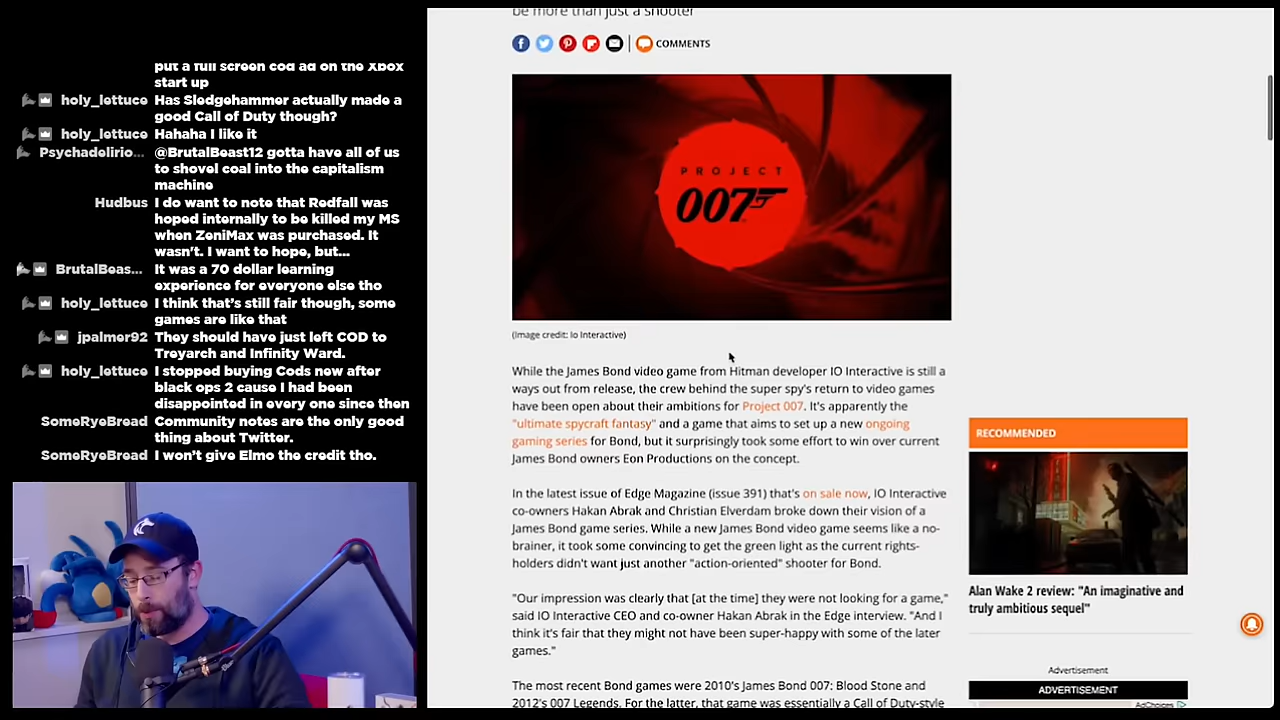 put a full screen cod ad on the Xbox
start up
holy_lettuce Has Sledgehammer actually made a
good Call of Duty though?
holy_lettuce Hahaha I like it
Psychadelirio... @BrutalBeast12 gotta have all of us
to shovel coal into the capitalism
machine
Hudbus I do want to note that Redfall was
hoped internally to be killed my MS
when ZeniMax was purchased. It
wasn't. I want to hope, but...
BrutalBeas... It was a 70 dollar learning
experience for everyone else tho
holy_lettuce I think that's still fair though, some
games are like that
jpalmer92 They should have just left COD to
Treyarch and Infinity Ward.
holy_lettuce I stopped buying Cods new after
black ops 2 cause I had been
disappointed in every one since then
SomeRyeBread Community notes are the only good
thing about Twitter.
SomeRyeBread I won't give Elmo the credit tho.
be more than just a shooter
COMMENTS
PROJECT
007
(Image credit: Io Interactive)
While the James Bond video game from Hitman developer IO Interactive is still a
ways out from release, the crew behind the super spy's return to video games
have been open about their ambitions for Project 007. It's apparently the
"ultimate spycraft fantasy" and a game that aims to set up a new ongoing
gaming series for Bond, but it surprisingly took some effort to win over current
James Bond owners Eon Productions on the concept.
In the latest issue of Edge Magazine (issue 391) that's on sale now, IO Interactive
co-owners Hakan Abrak and Christian Elverdam broke down their vision of a
James Bond game series. While a new James Bond video game seems like a no-
brainer, it took some convincing to get the green light as the current rights-
holders didn't want just another "action-oriented" shooter for Bond.
"Our impression was clearly that [at the time] they were not looking for a game,"
said IO Interactive CEO and co-owner Hakan Abrak in the Edge interview. "And I
think it's fair that they might not have been super-happy with some of the later
games."
The most recent Bond games were 2010's James Bond 007: Blood Stone and
2012's 007 Legends. For the latter, that game was essentially a Call of Duty-style
RECOMMENDED
Alan Wake 2 review: "An imaginative and
truly ambitious sequel"
Advertisement
ADVERTISEMENT
AdChoices